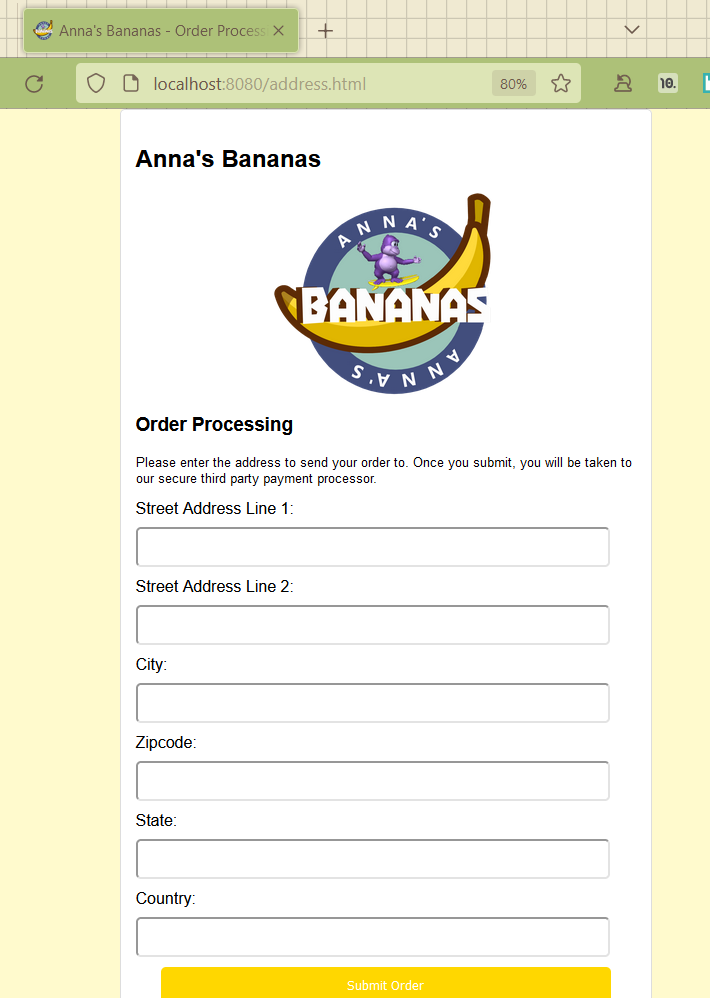 Anna's Bananas - Order Process
localhost:8080/address.html
80%
10.
Anna's Bananas
ANNA'S
BANANAS
ANNA'S
Order Processing
Please enter the address to send your order to. Once you submit, you will be taken to
our secure third party payment processor.
Street Address Line 1:
Street Address Line 2:
City:
Zipcode:
State:
Country:
Submit Order